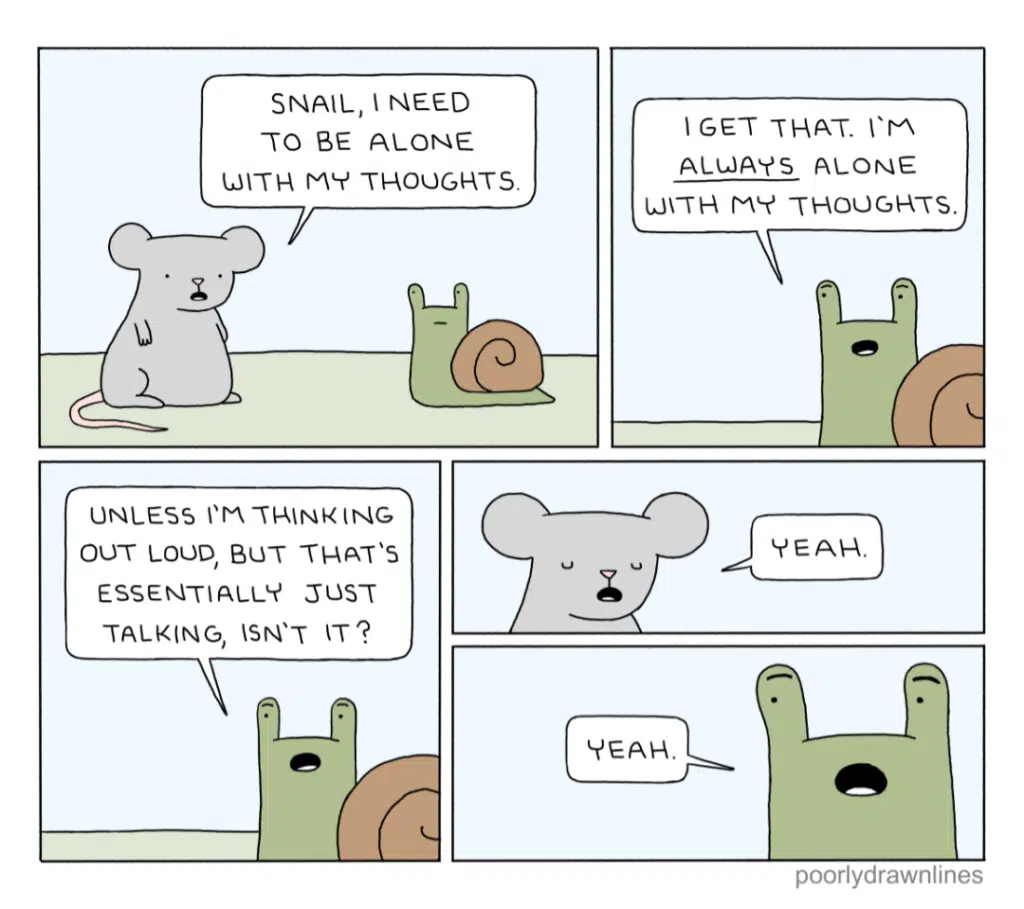 SNAIL, I NEED
TO BE ALONE
WITH MY THOUGHTS.
I GET THAT. I'M
ALWAYS ALONE
WITH MY THOUGHTS.
UNLESS I'M THINKING
OUT LOUD, BUT THAT'S
ESSENTIALLY JUST
TALKING, ISN'T IT?
YEAH.
YEAH.
poorlydrawnlines